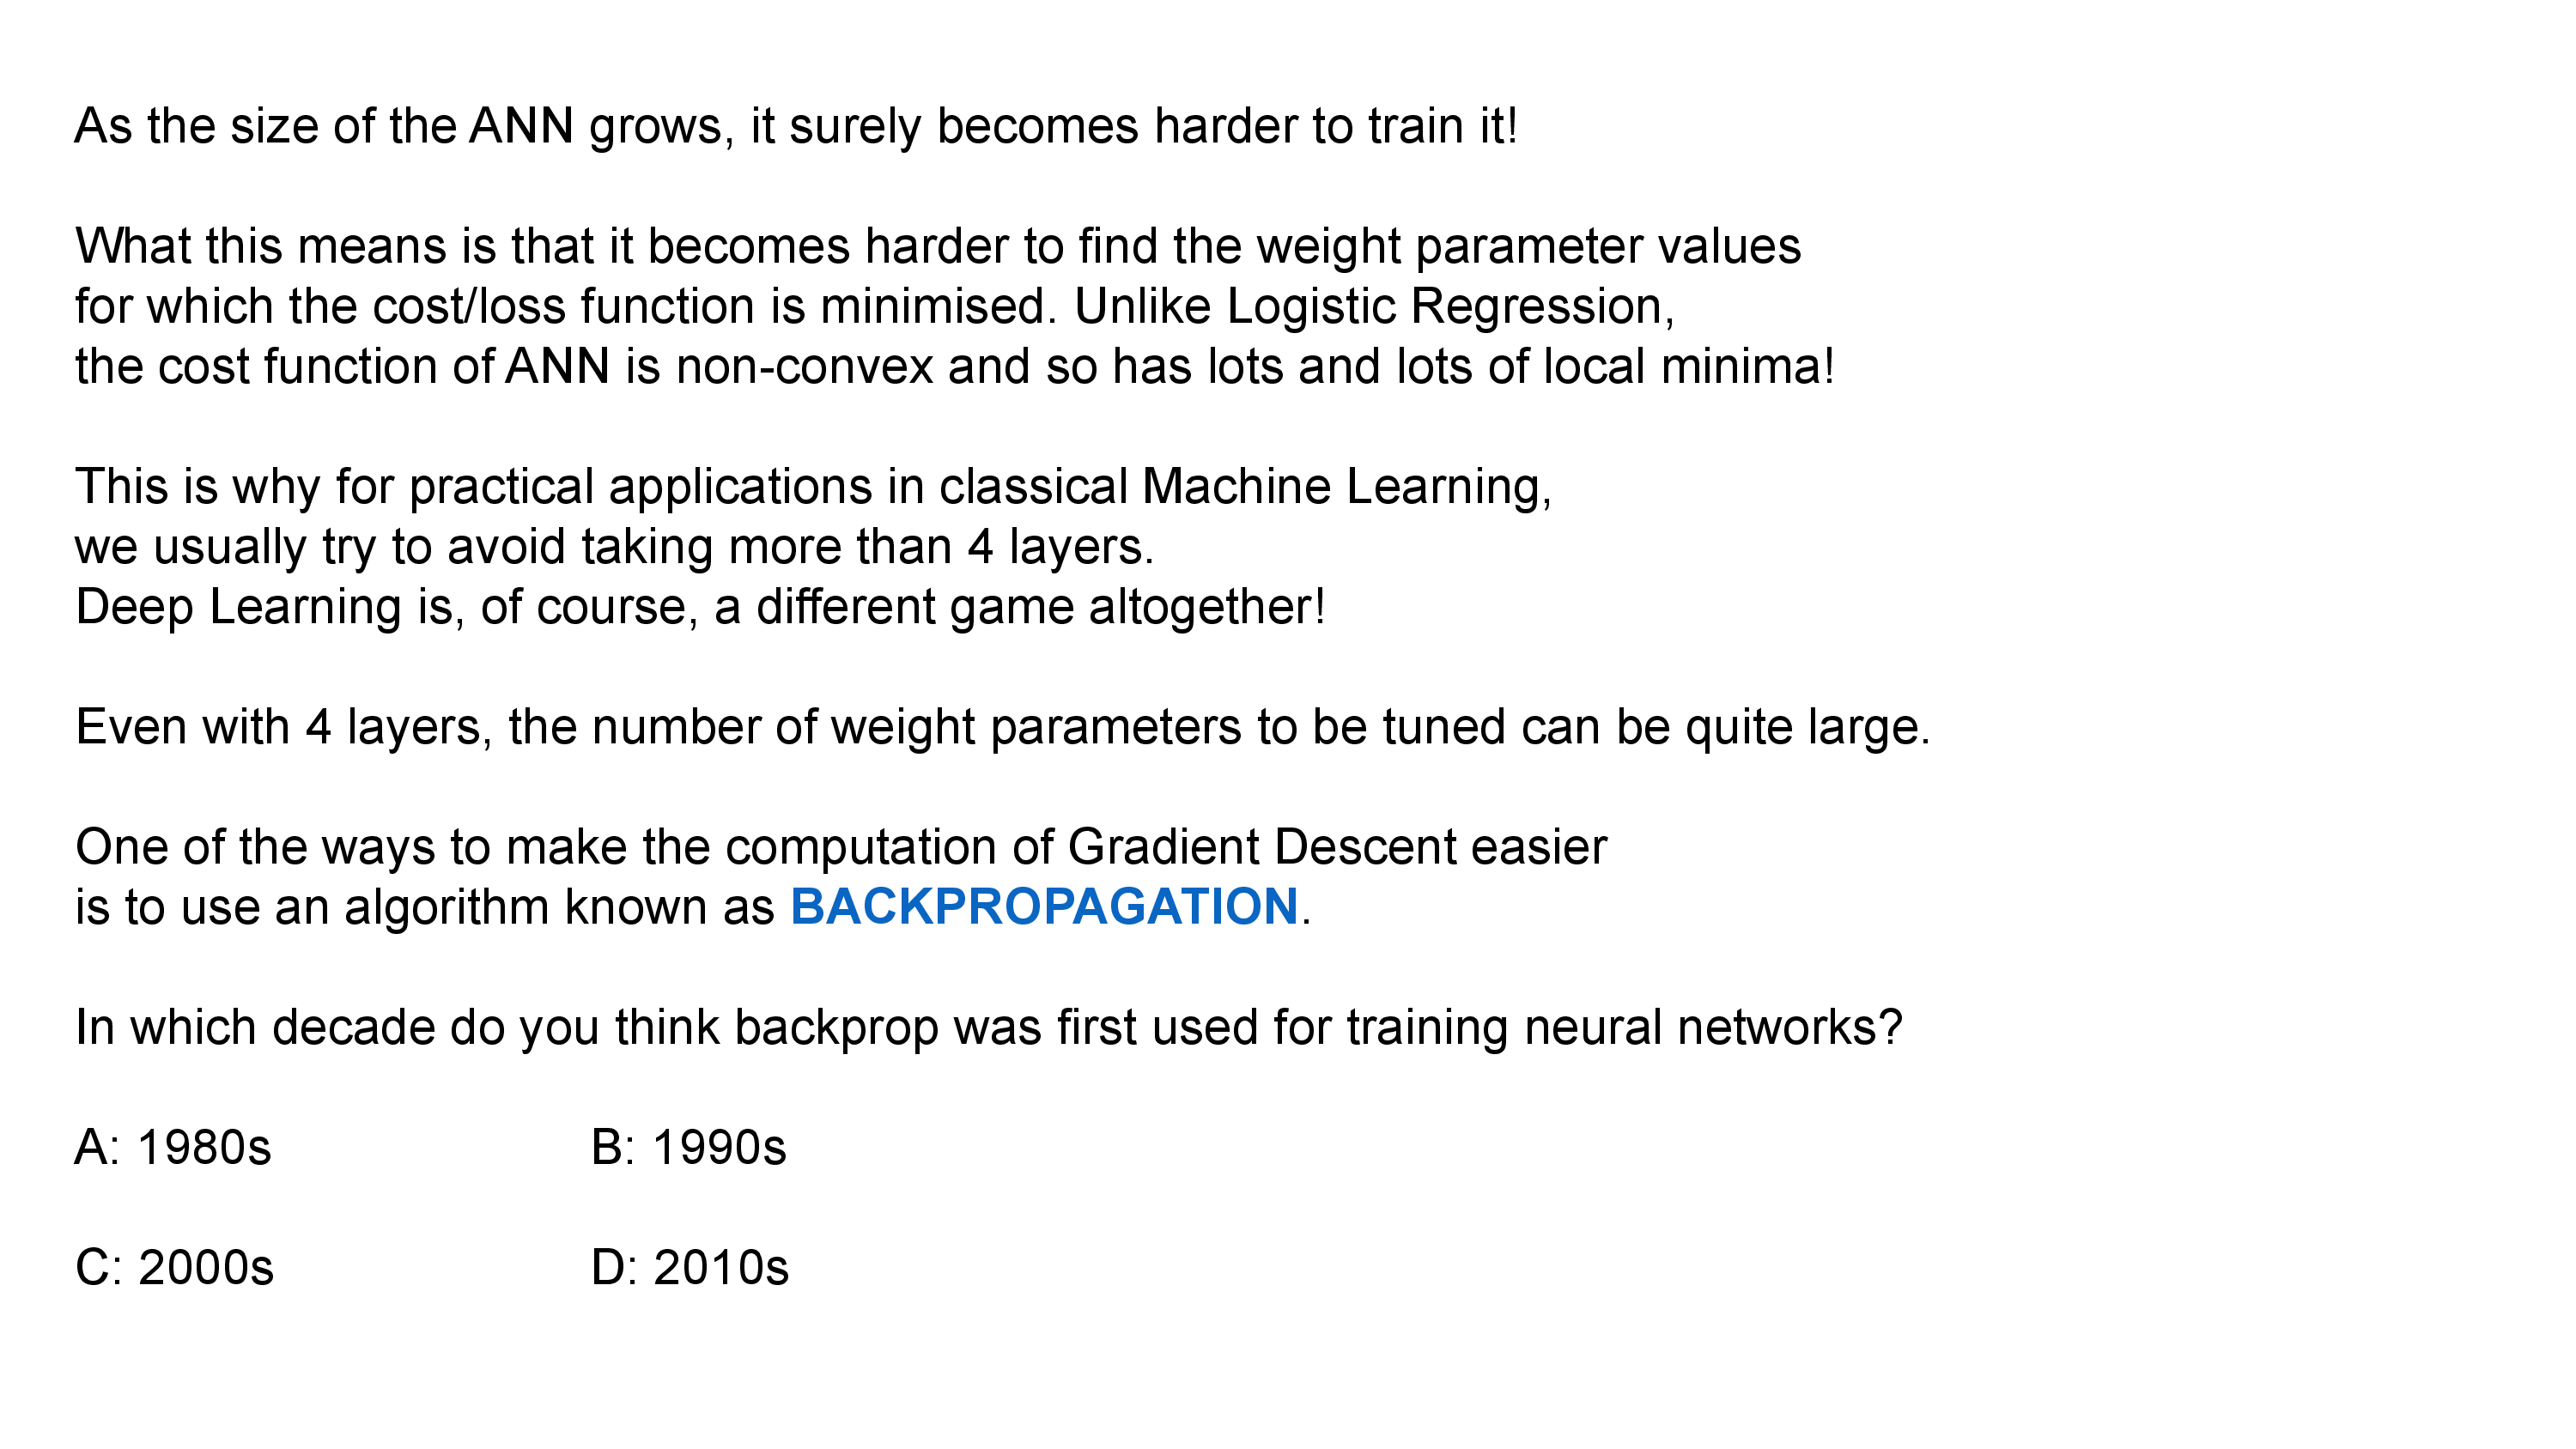 As the size of the ANN grows, it surely becomes harder to train it!
What this means is that it becomes harder to find the weight parameter values
for which the cost/loss function is minimised. Unlike Logistic Regression,
the cost function of ANN is non-convex and so has lots and lots of local minima!
This is why for practical applications in classical Machine Learning,
we usually try to avoid taking more than 4 layers.
Deep Learning is, of course, a different game altogether!
Even with 4 layers, the number of weight parameters to be tuned can be quite large.
One of the ways to make the computation of Gradient Descent easier
is to use an algorithm known as BACKPROPAGATION.
In which decade do you think backprop was first used for training neural networks?
A: 1980s B: 1990s
C: 2000s D: 2010s